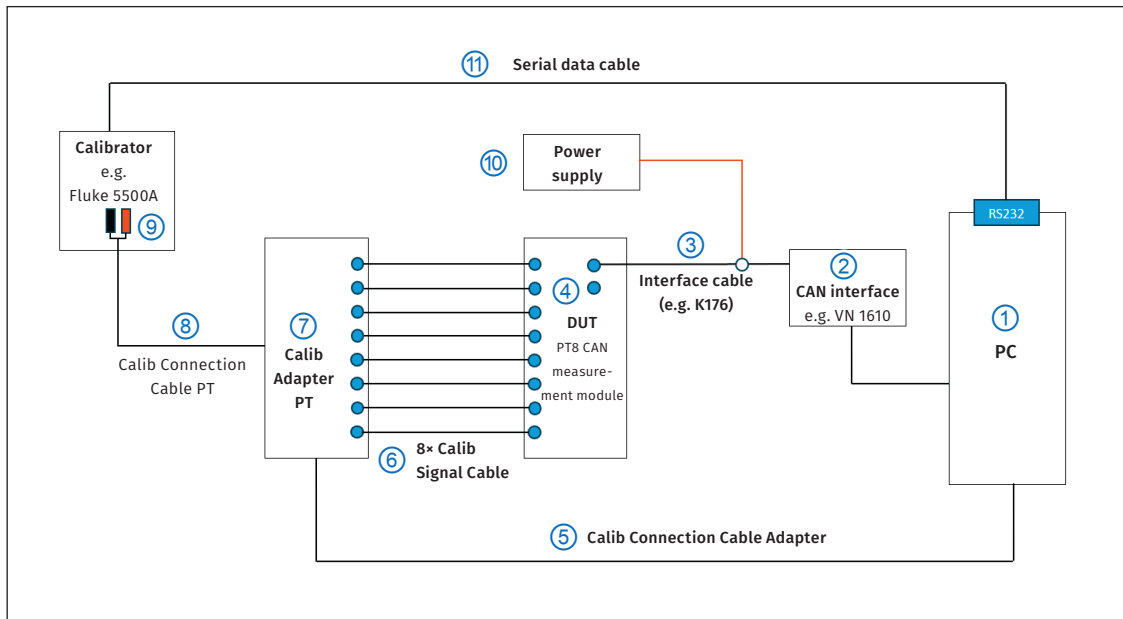 ⑪ Serial data cable
Calibrator
e.g.
Fluke 5500A
⑨
⑩
Power
supply
RS232
③
Interface cable
(e.g. K176)
②
CAN interface
e.g. VN 1610
①
PC
④
DUT
PT8 CAN
measure-
ment module
⑦
Calib
Adapter
PT
⑧
Calib Connection
Cable PT
⑥
8× Calib
Signal Cable
⑤ Calib Connection Cable Adapter